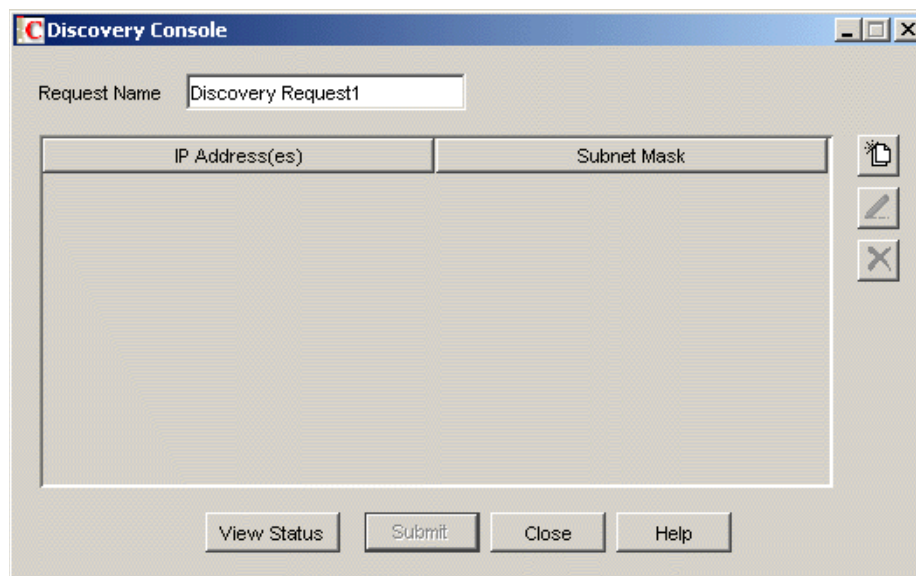 C Discovery Console
Request Name Discovery Request1
IP Address(es) Subnet Mask
View Status Submit Close Help